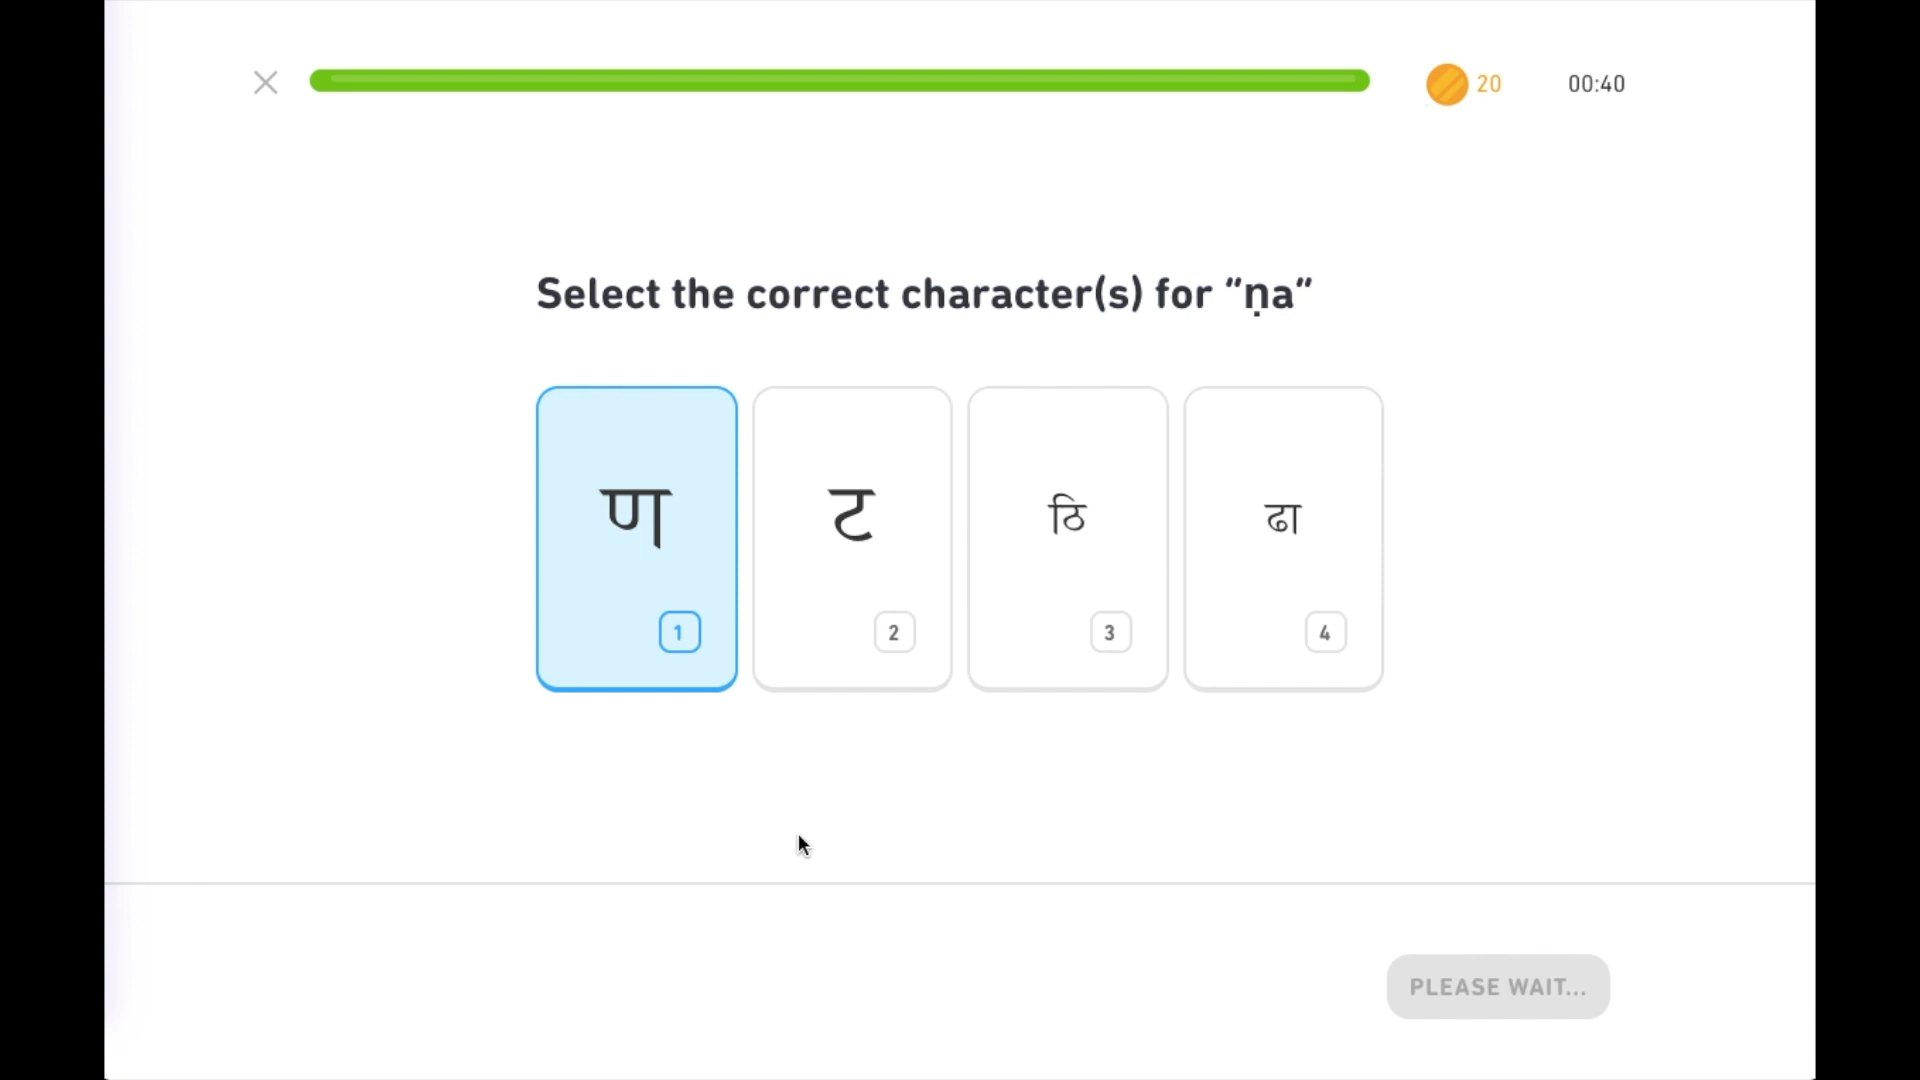 20 00:40
Select the correct character(s) for “ṇa”
ण ट ठि ढा
1 2 3 4
PLEASE WAIT...